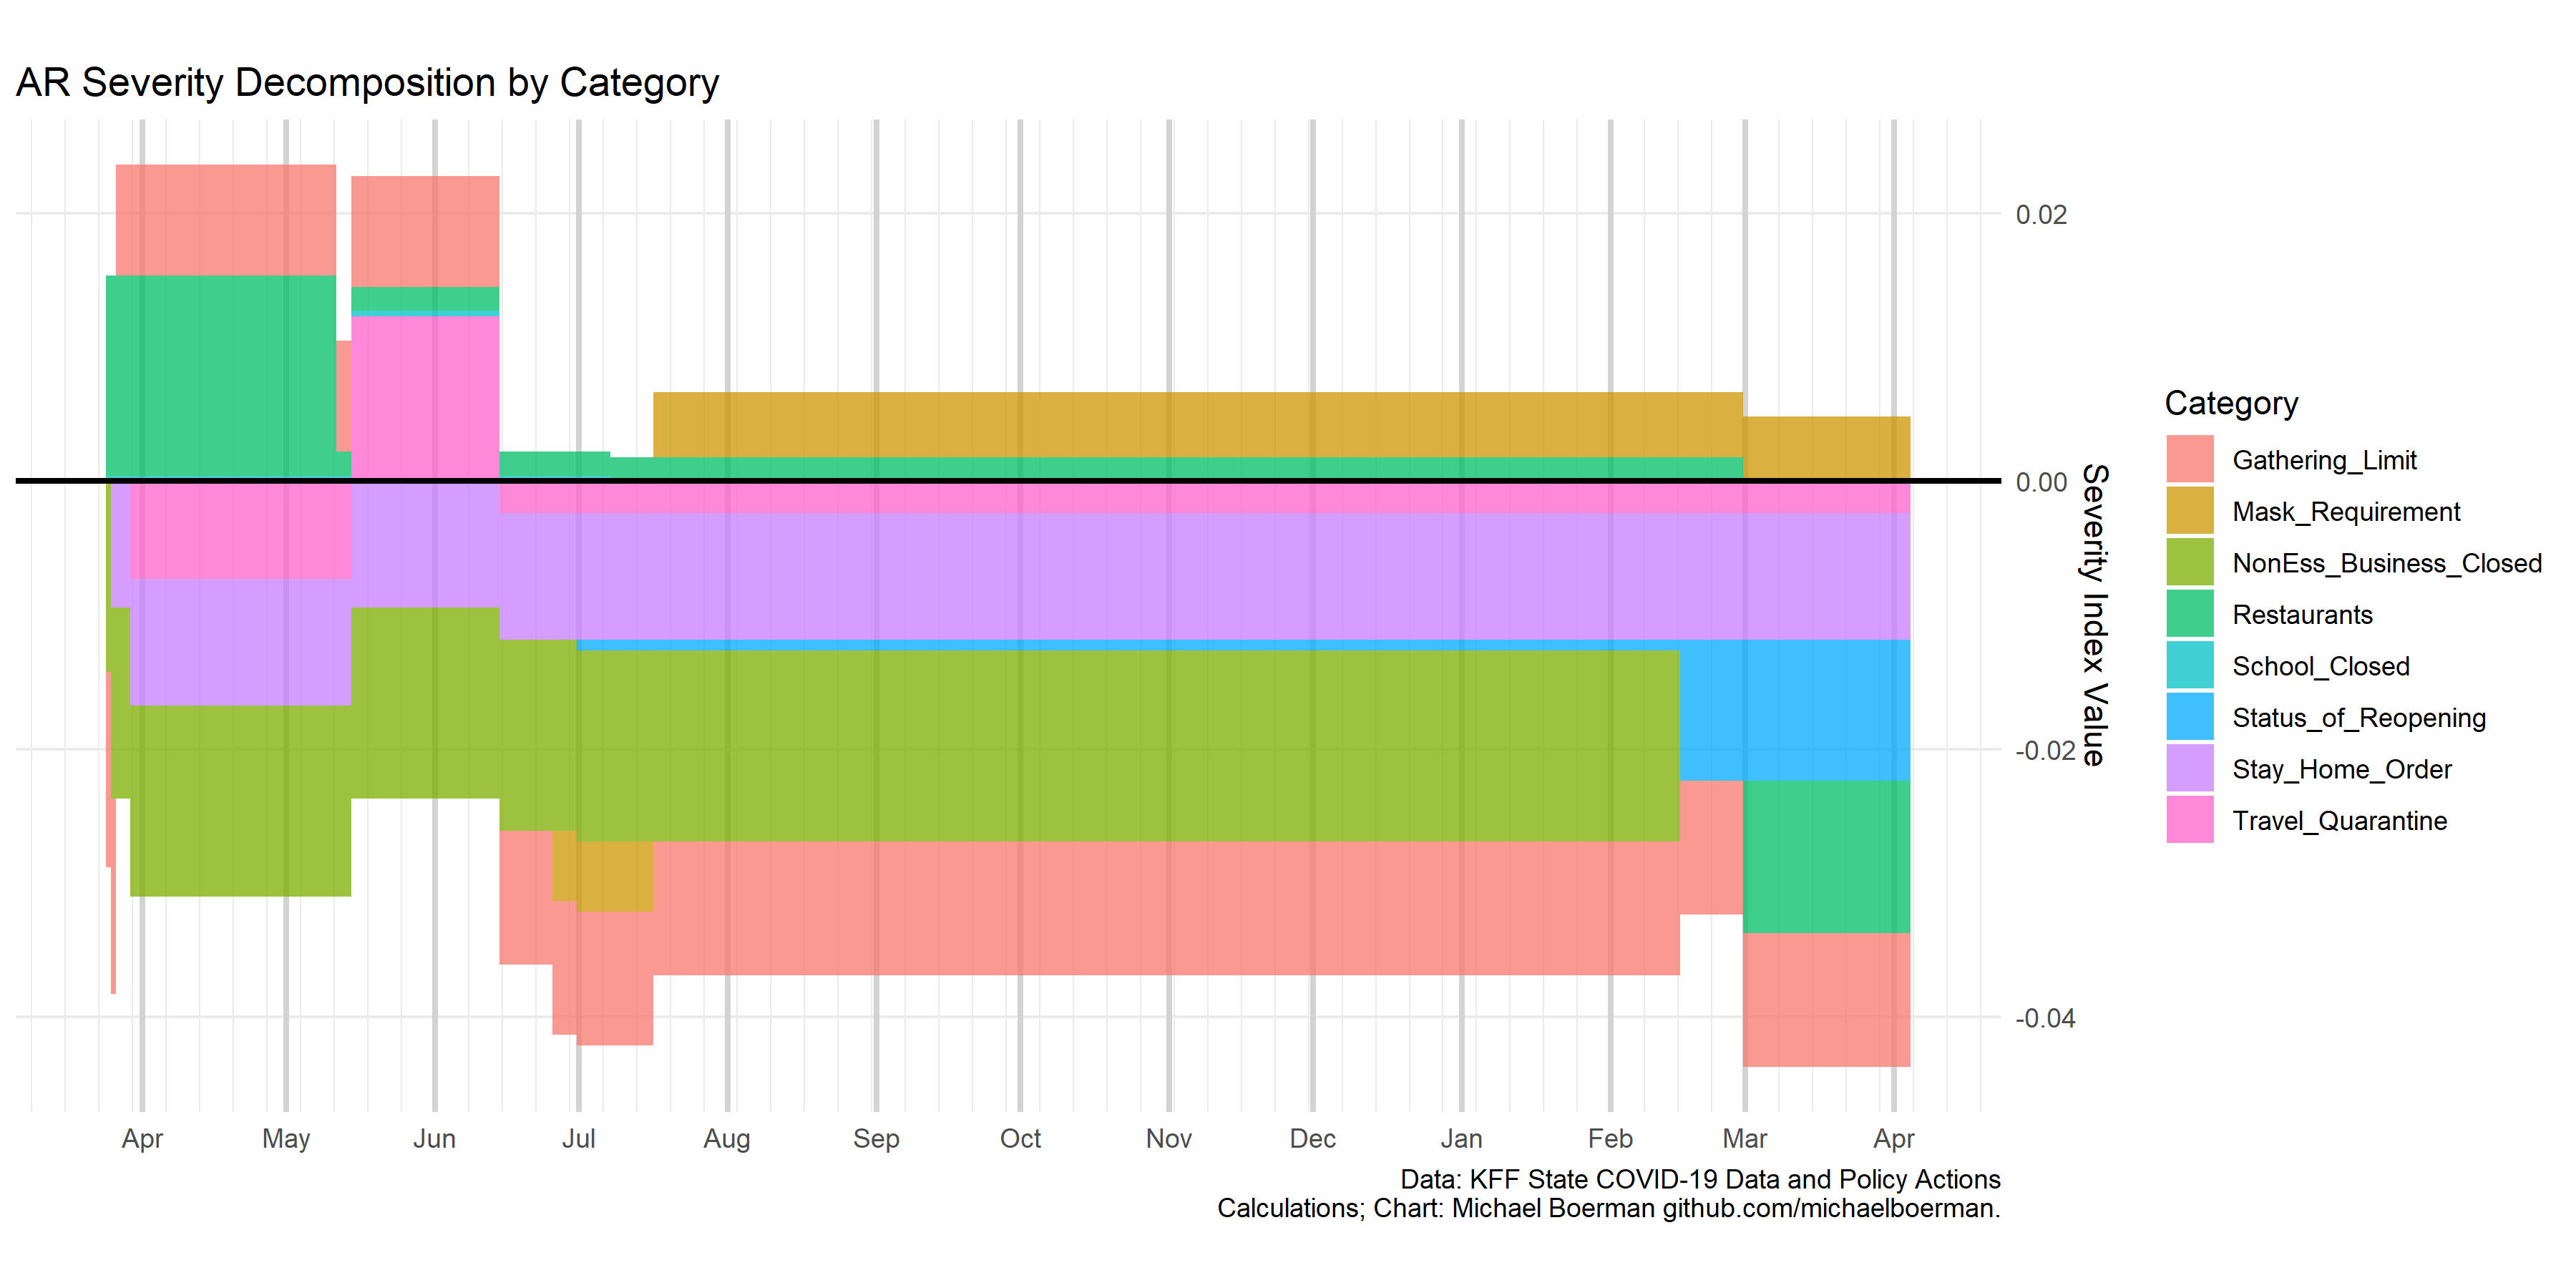 AR Severity Decomposition by Category
0.02
0.00
-0.02
-0.04
Severity Index Value
Apr
May
Jun
Jul
Aug
Sep
Oct
Nov
Dec
Jan
Feb
Mar
Apr
Category
Gathering_Limit
Mask_Requirement
NonEss_Business_Closed
Restaurants
School_Closed
Status_of_Reopening
Stay_Home_Order
Travel_Quarantine
Data: KFF State COVID-19 Data and Policy Actions
Calculations; Chart: Michael Boerman github.com/michaelboerman.